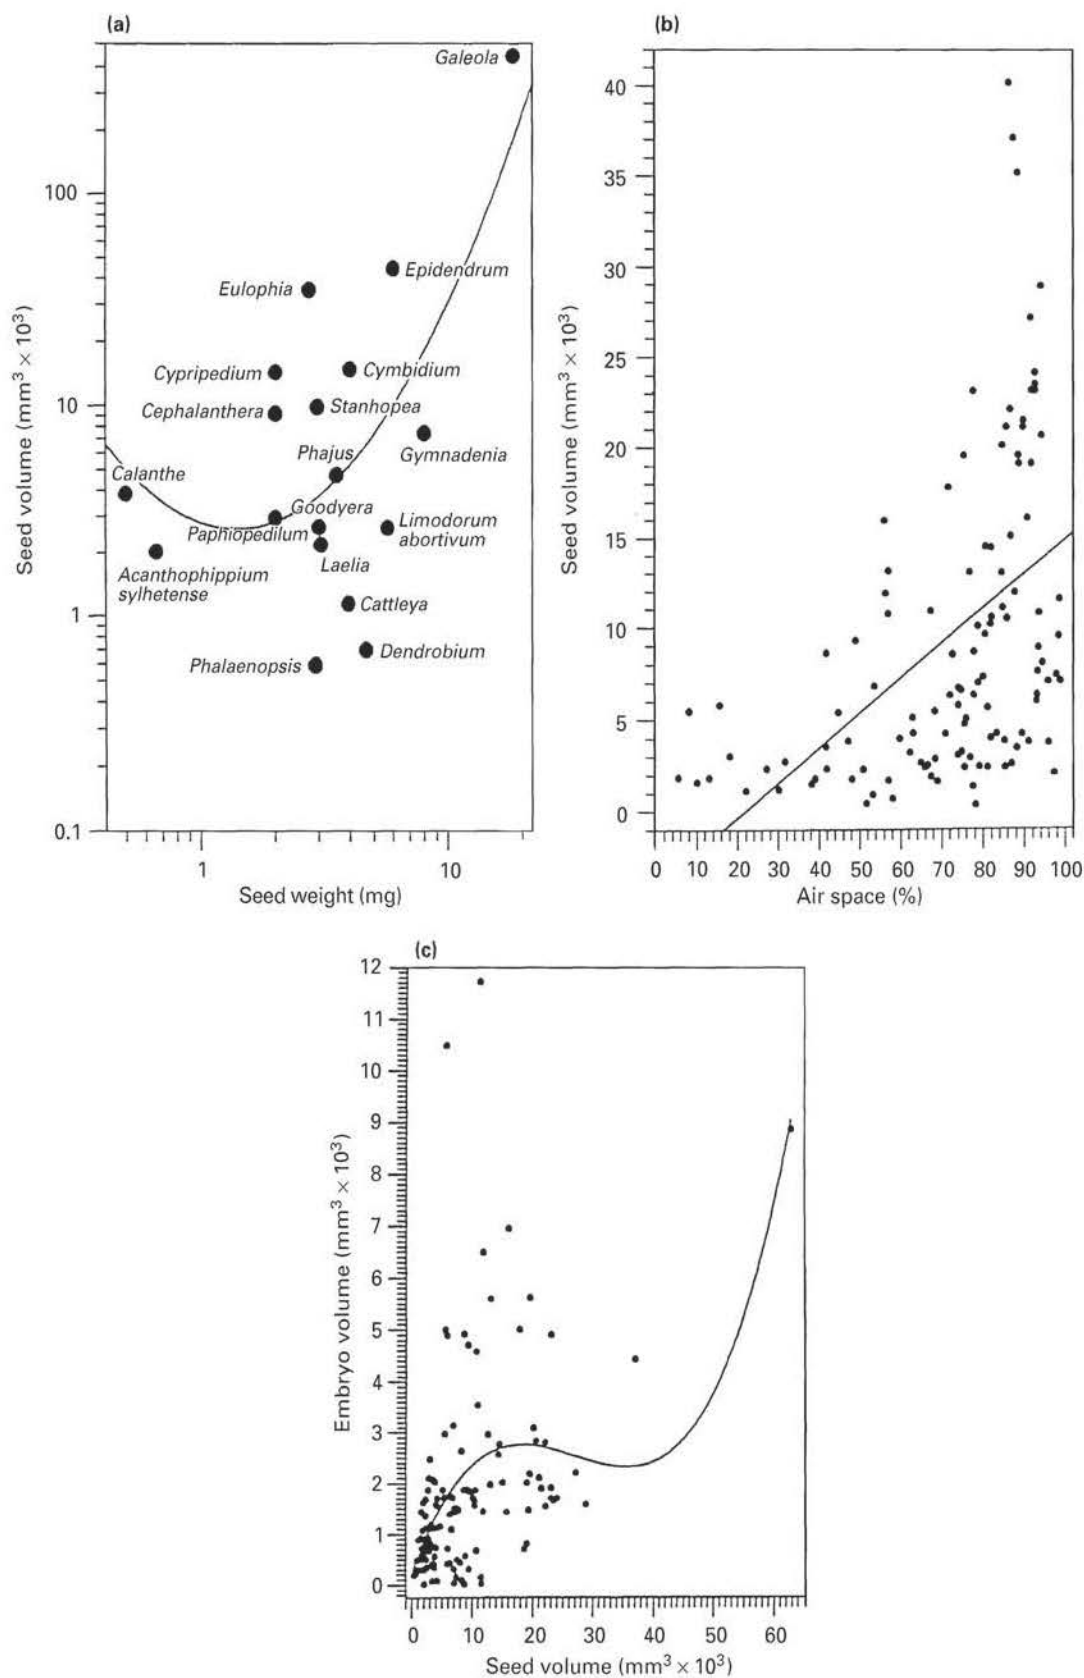 (a)
Galeola
100
Epidendrum
Eulophia
Cypripedium
Cymbidium
10
Cephalanthera
Stanhopea
Phajus
Gymnadenia
Calanthe
Goodyera
Paphiopedilum
Limodorum
abortivum
Laelia
Acanthophippium
sylhetense
Cattleya
1
Dendrobium
Phalaenopsis
0.1
1
10
Seed volume (mm³ × 10³)
Seed weight (mg)
(b)
40
35
30
25
20
15
10
5
0
0 10 20 30 40 50 60 70 80 90 100
Seed volume (mm³ × 10³)
Air space (%)
(c)
12
11
10
9
8
7
6
5
4
3
2
1
0
0 10 20 30 40 50 60
Embryo volume (mm³ × 10³)
Seed volume (mm³ × 10³)